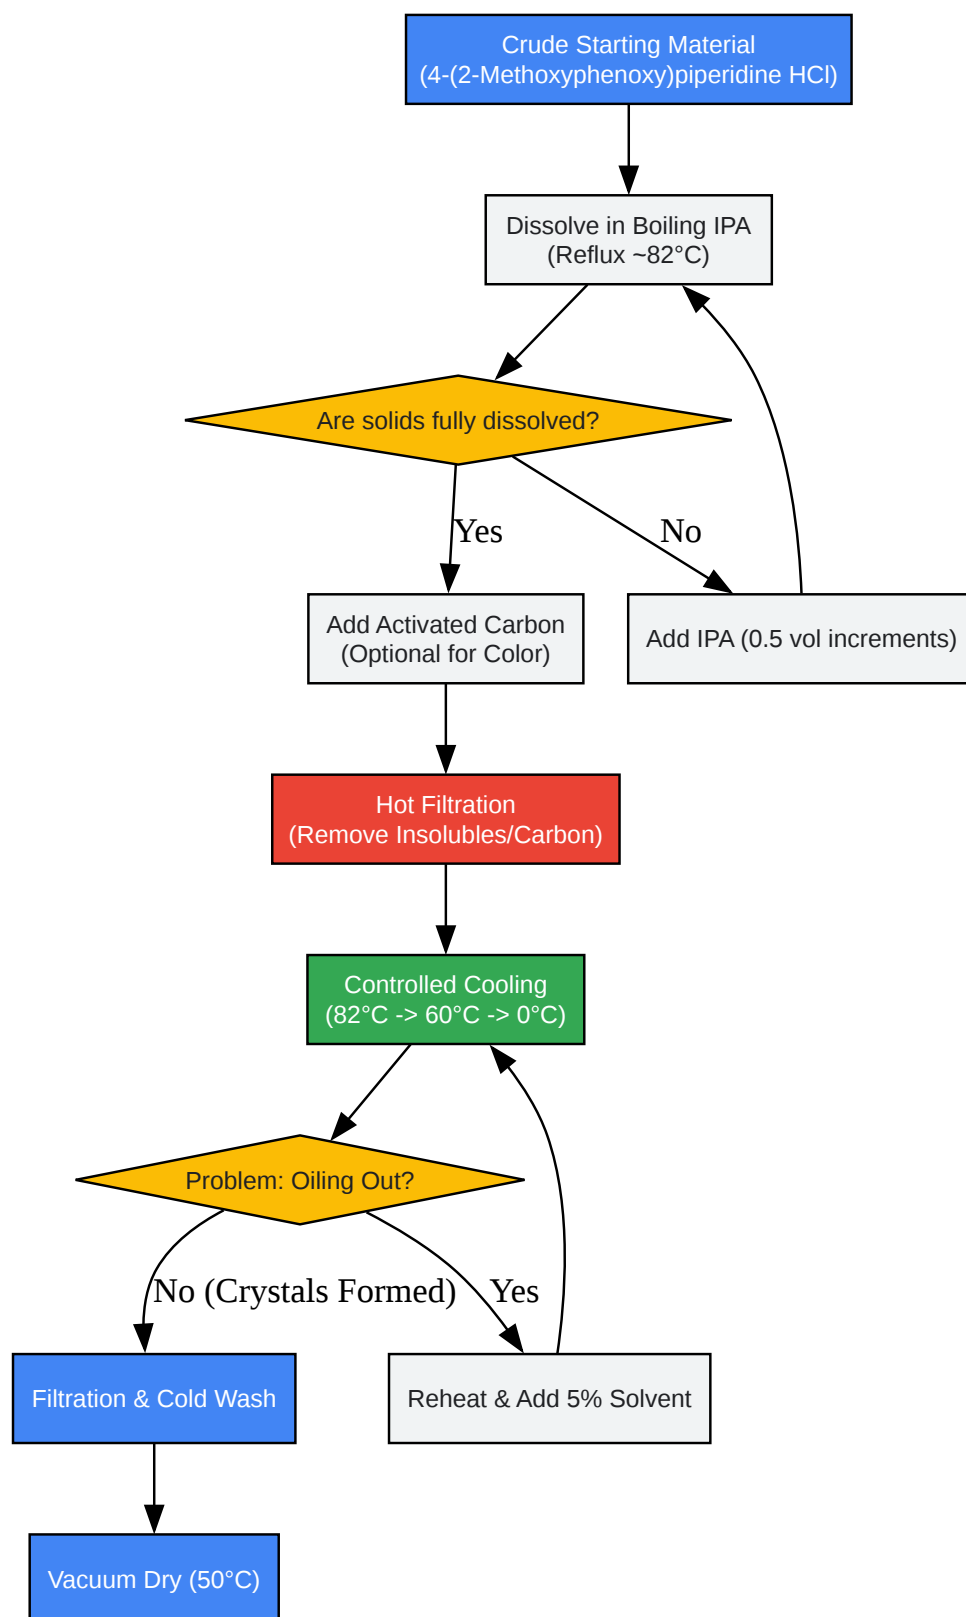 Crude Starting Material
(4-(2-Methoxyphenoxy)piperidine HCl)
Dissolve in Boiling IPA
(Reflux ~82°C)
Are solids fully dissolved?
Yes
No
Add Activated Carbon
(Optional for Color)
Add IPA (0.5 vol increments)
Hot Filtration
(Remove Insolubles/Carbon)
Controlled Cooling
(82°C -> 60°C -> 0°C)
Problem: Oiling Out?
No (Crystals Formed)
Yes
Filtration & Cold Wash
Reheat & Add 5% Solvent
Vacuum Dry (50°C)